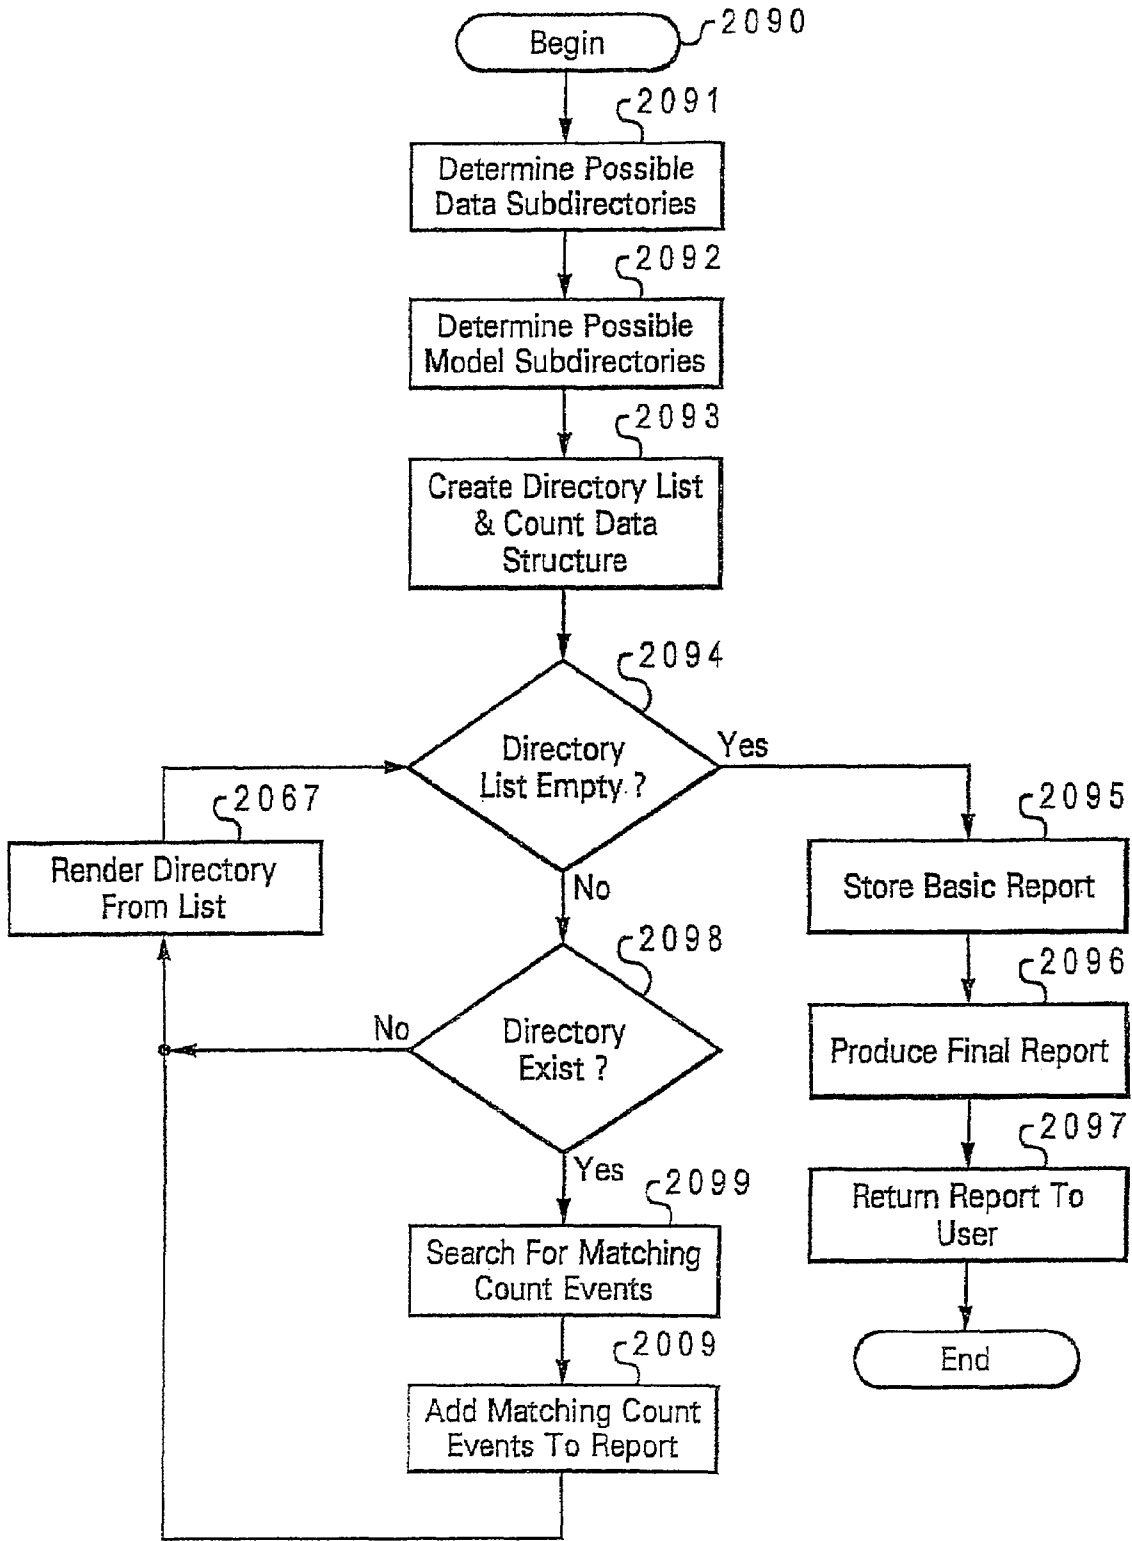 Begin
2090
2091
Determine Possible
Data Subdirectories
2092
Determine Possible
Model Subdirectories
2093
Create Directory List
& Count Data
Structure
2094
Directory
List Empty ?
Yes
No
2067
Render Directory
From List
2095
Store Basic Report
2098
Directory
Exist ?
No
Yes
2096
Produce Final Report
2097
Return Report To
User
End
2099
Search For Matching
Count Events
2009
Add Matching Count
Events To Report